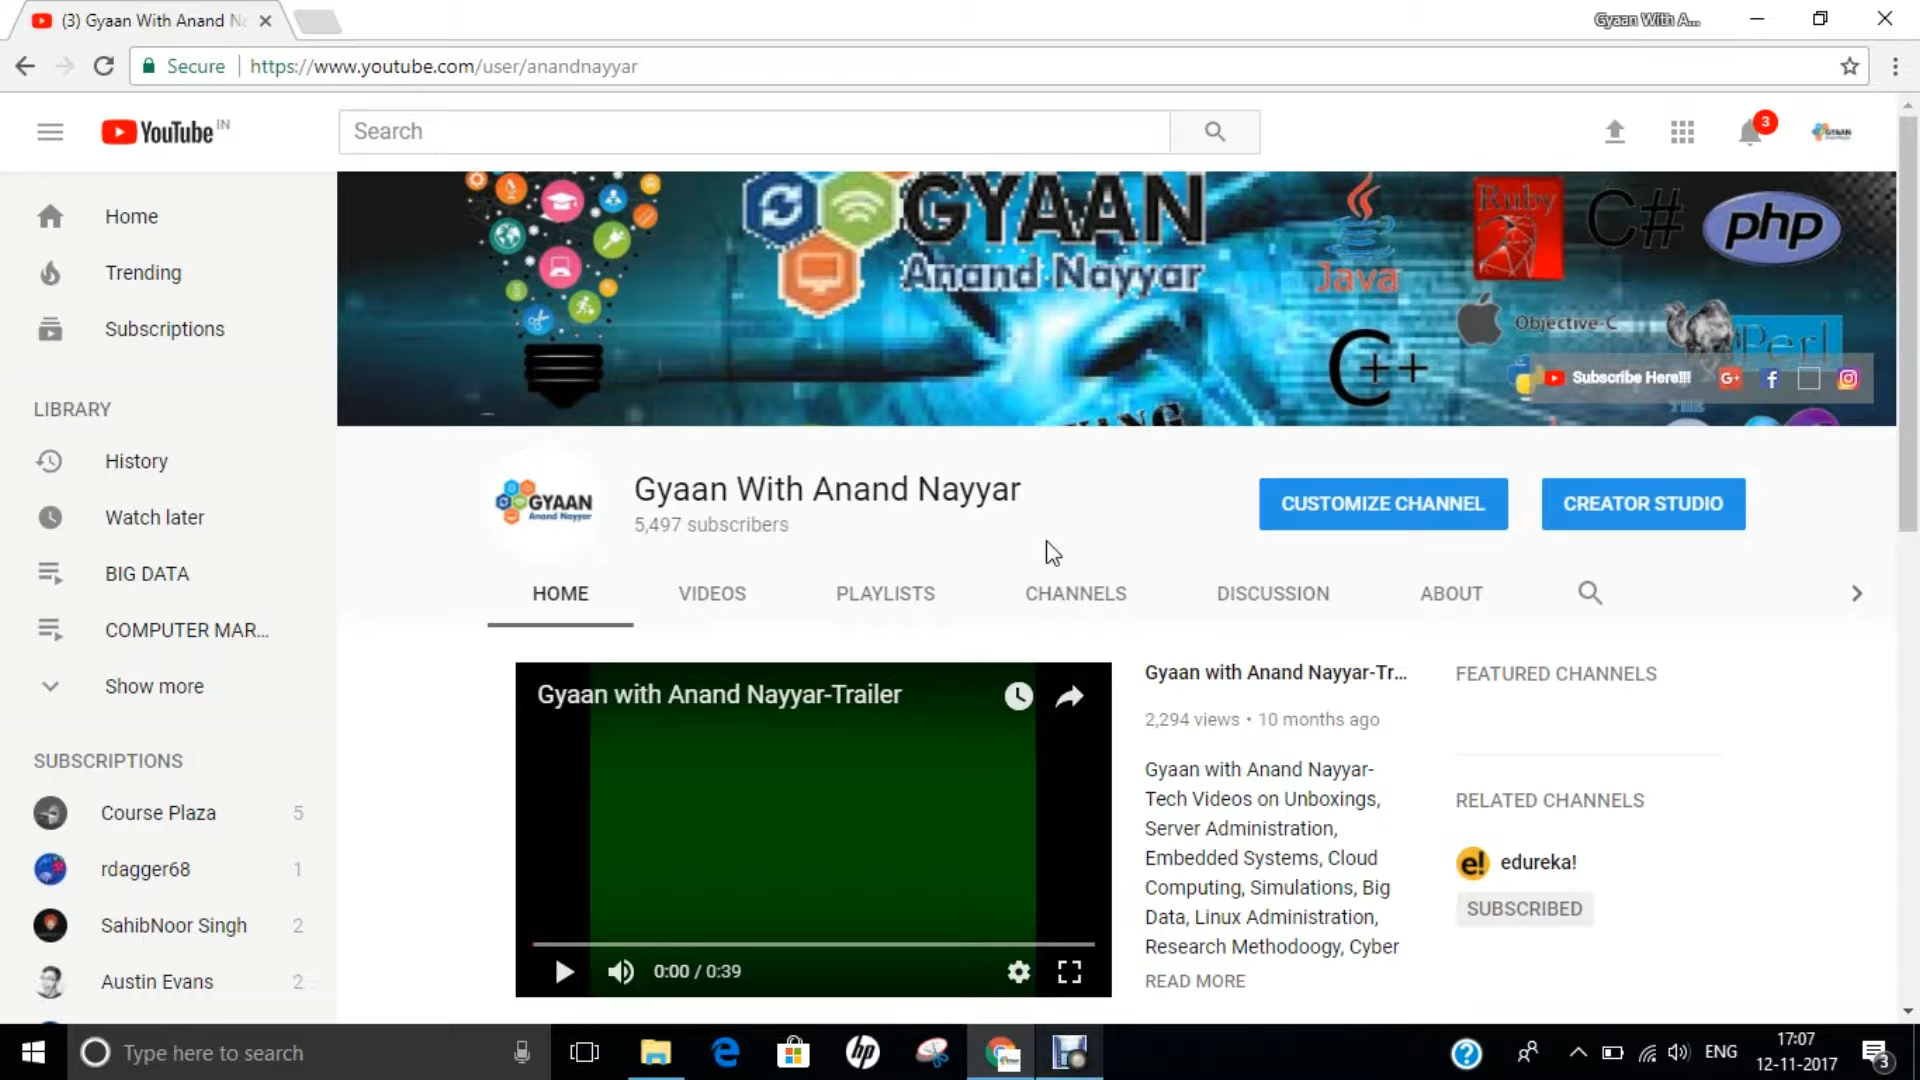 (3) Gyaan With Anand Na
Gyaan With A...
Secure
https://www.youtube.com/user/anandnayyar
YouTube IN
Search
3
GYAAN
Home
Trending
Subscriptions
LIBRARY
History
Watch later
BIG DATA
COMPUTER MAR...
Show more
SUBSCRIPTIONS
Course Plaza 5
rdagger68 1
SahibNoor Singh 2
Austin Evans 2
GYAAN
Anand Nayyar
Java
Ruby
C#
php
Objective-C
Perl
C++
Subscribe Here!!!
G+
GYAAN
Anand Nayyar
Gyaan With Anand Nayyar
5,497 subscribers
CUSTOMIZE CHANNEL
CREATOR STUDIO
HOME VIDEOS PLAYLISTS CHANNELS DISCUSSION ABOUT
Gyaan with Anand Nayyar-Trailer
0:00 / 0:39
Gyaan with Anand Nayyar-Tr...
2,294 views • 10 months ago
Gyaan with Anand Nayyar-
Tech Videos on Unboxings,
Server Administration,
Embedded Systems, Cloud
Computing, Simulations, Big
Data, Linux Administration,
Research Methodoogy, Cyber
READ MORE
FEATURED CHANNELS
RELATED CHANNELS
e!
edureka!
SUBSCRIBED
Type here to search
hp
ENG
17:07
12-11-2017
3